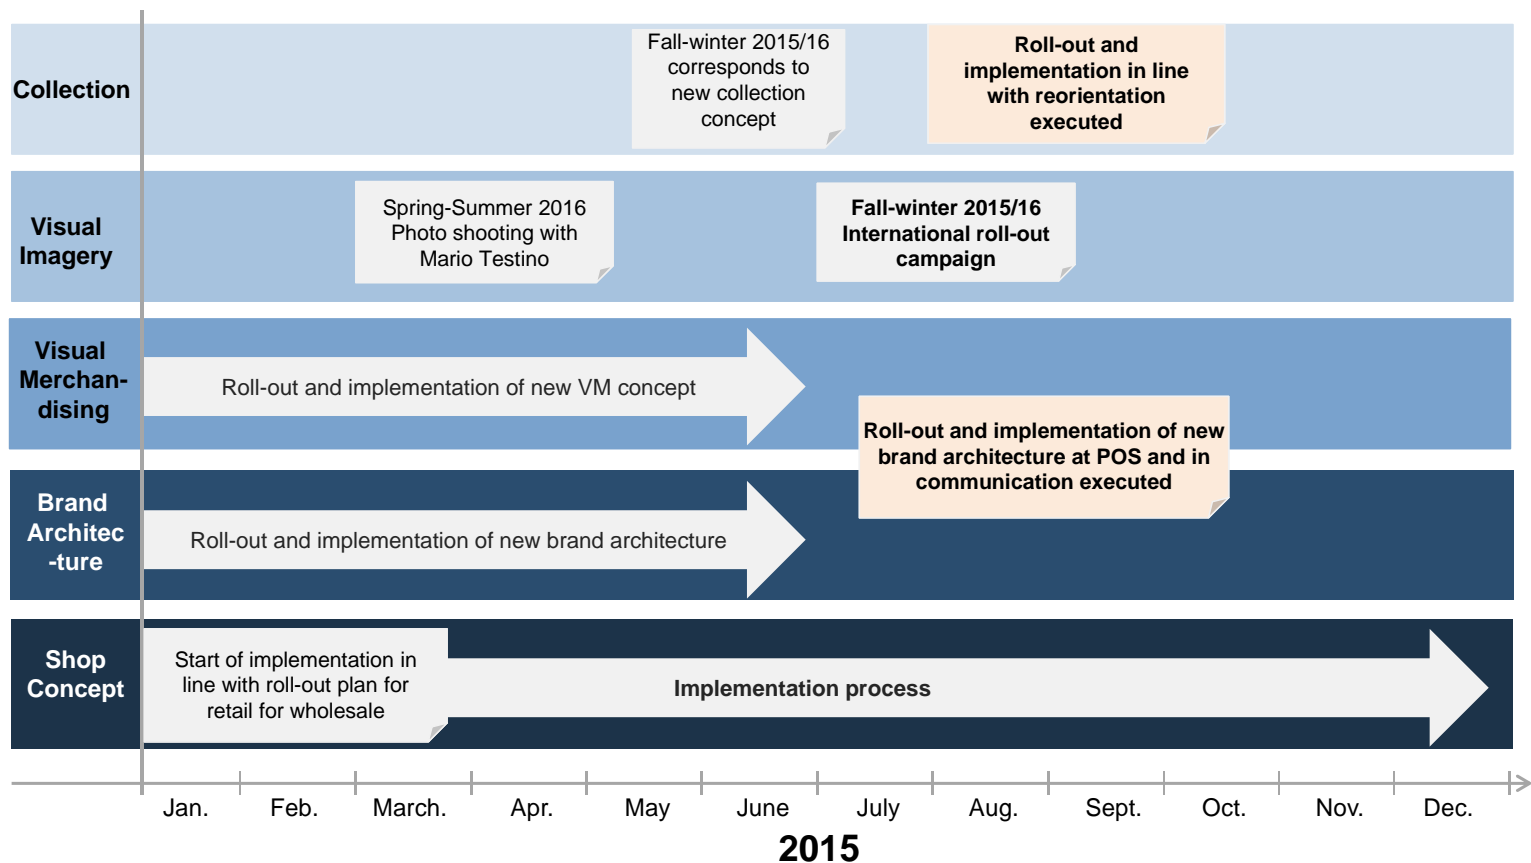 Collection
Fall-winter 2015/16
corresponds to
new collection
concept
Roll-out and
implementation in line
with reorientation
executed
Visual
Imagery
Spring-Summer 2016
Photo shooting with
Mario Testino
Fall-winter 2015/16
International roll-out
campaign
Visual
Merchan-
dising
Roll-out and implementation of new VM concept
Roll-out and implementation of new
brand architecture at POS and in
communication executed
Brand
Architec
-ture
Roll-out and implementation of new brand architecture
Shop
Concept
Start of implementation in
line with roll-out plan for
retail for wholesale
Implementation process
Jan. Feb. March. Apr. May June July Aug. Sept. Oct. Nov. Dec.
2015